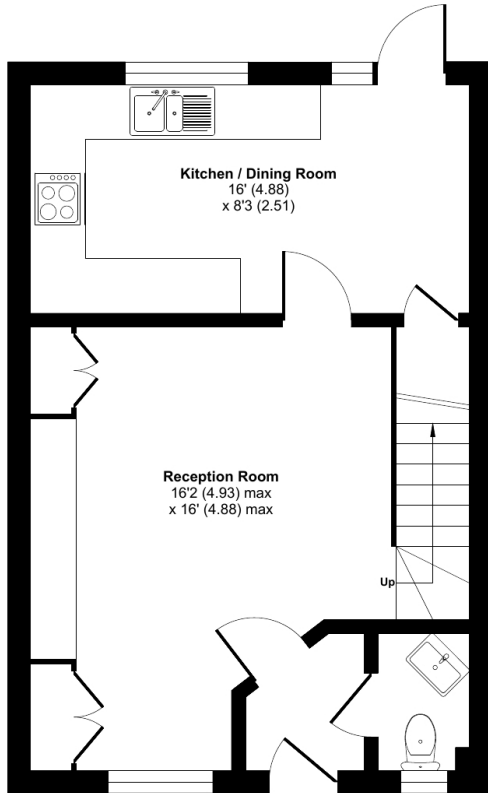 Kitchen / Dining Room
16' (4.88)
x 8'3 (2.51)
Reception Room
16'2 (4.93) max
x 16' (4.88) max
Up